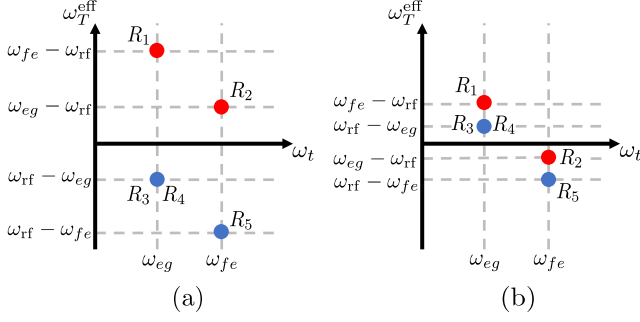 ω_T^eff
ω_fe − ω_rf
R_1
ω_eg − ω_rf
R_2
ω_t
ω_rf − ω_eg
R_3 R_4
ω_rf − ω_fe
R_5
ω_eg ω_fe
(a)
ω_T^eff
R_1
ω_fe − ω_rf
ω_rf − ω_eg
R_3 R_4
ω_t
ω_eg − ω_rf
R_2
ω_rf − ω_fe
R_5
ω_eg ω_fe
(b)